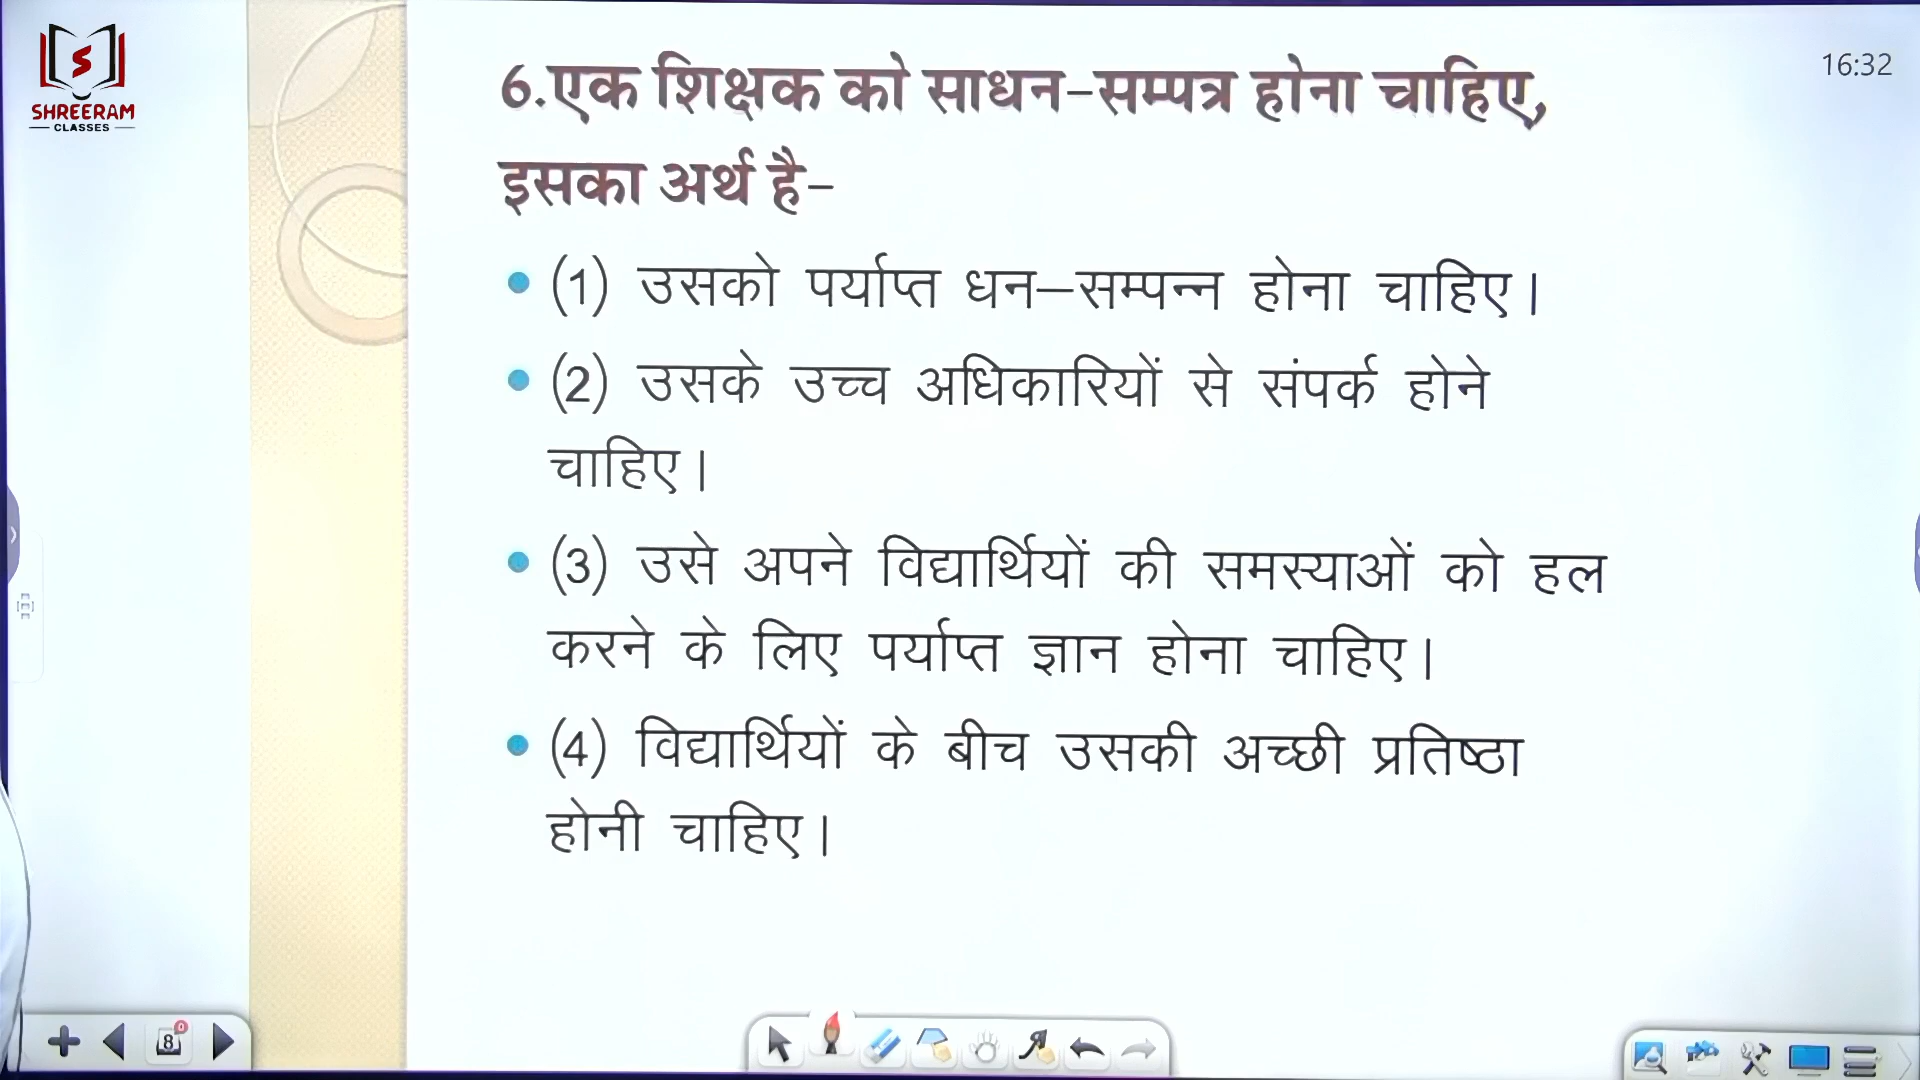 S
SHREERAM
CLASSES
16:32
6.एक शिक्षक को साधन-सम्पत्र होना चाहिए,
इसका अर्थ है-
(1) उसको पर्याप्त धन–सम्पन्न होना चाहिए।
(2) उसके उच्च अधिकारियों से संपर्क होने
चाहिए।
(3) उसे अपने विद्यार्थियों की समस्याओं को हल
करने के लिए पर्याप्त ज्ञान होना चाहिए।
(4) विद्यार्थियों के बीच उसकी अच्छी प्रतिष्ठा
होनी चाहिए।
8
0